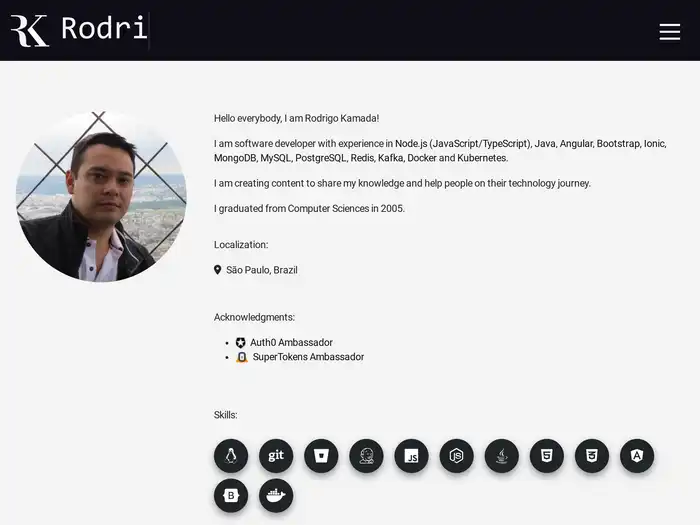 RK Rodri
Hello everybody, I am Rodrigo Kamada!
I am software developer with experience in Node.js (JavaScript/TypeScript), Java, Angular, Bootstrap, Ionic,
MongoDB, MySQL, PostgreSQL, Redis, Kafka, Docker and Kubernetes.
I am creating content to share my knowledge and help people on their technology journey.
I graduated from Computer Sciences in 2005.
Localization:
São Paulo, Brazil
Acknowledgments:
• Auth0 Ambassador
• SuperTokens Ambassador
Skills:
git JS JS 5 3 A
B